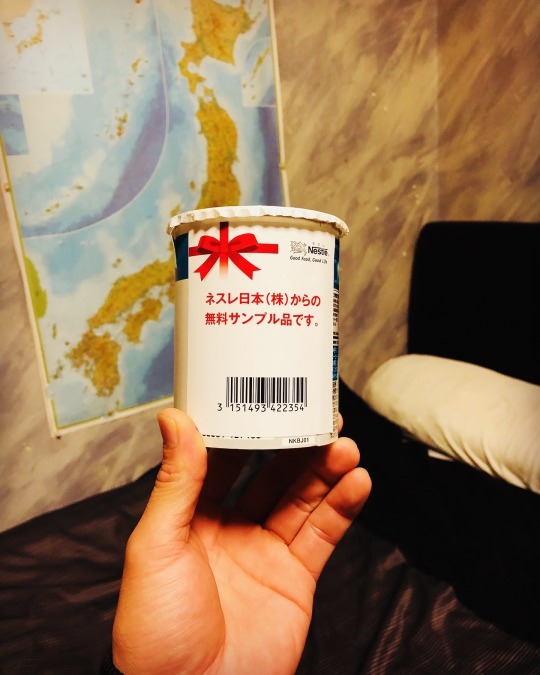 Nestlé
Good Food, Good Life
ネスレ日本(株)からの
無料サンプル品です。
3 151493 422354
NKBJ01